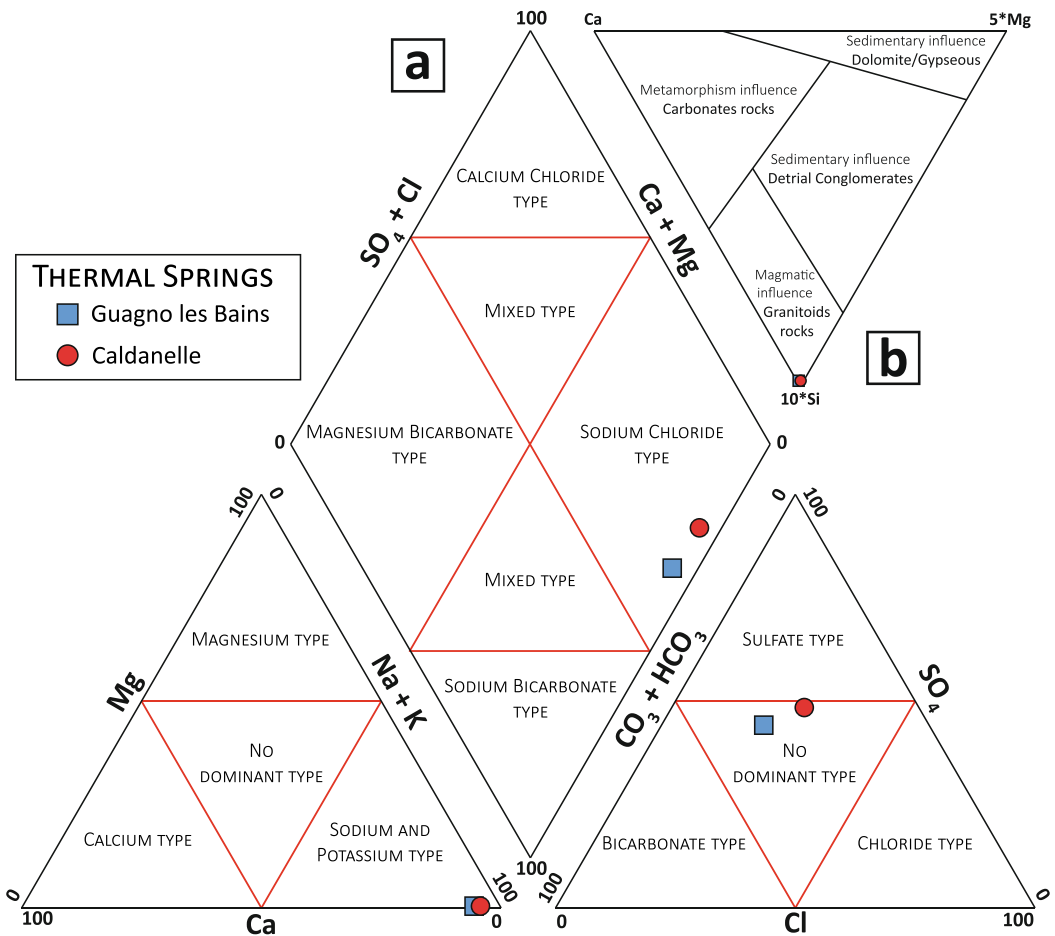 a
100
SO4 + Cl
Ca + Mg
CALCIUM CHLORIDE
TYPE
MIXED TYPE
MAGNESIUM BICARBONATE
TYPE
SODIUM CHLORIDE
TYPE
0
0
MIXED TYPE
SODIUM BICARBONATE
TYPE
Na + K
CO3 + HCO3
100
THERMAL SPRINGS
Guagno les Bains
Caldanelle
Ca
5*Mg
Sedimentary influence
Dolomite/Gypseous
Metamorphism influence
Carbonates rocks
Sedimentary influence
Detrial Conglomerates
Magmatic
influence
Granitoids
rocks
b
10*Si
100
0
Mg
MAGNESIUM TYPE
NO
DOMINANT TYPE
CALCIUM TYPE
SODIUM AND
POTASSIUM TYPE
0
100
100
Ca
0
0
100
SULFATE TYPE
SO4
NO
DOMINANT TYPE
BICARBONATE TYPE
CHLORIDE TYPE
100
0
0
Cl
100